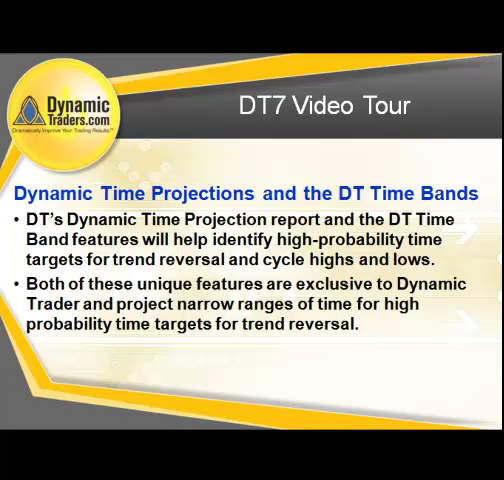 Dynamic
Traders.com
Dramatically Improve Your Trading Results™
DT7 Video Tour
Dynamic Time Projections and the DT Time Bands
• DT's Dynamic Time Projection report and the DT Time
Band features will help identify high-probability time
targets for trend reversal and cycle highs and lows.
• Both of these unique features are exclusive to Dynamic
Trader and project narrow ranges of time for high
probability time targets for trend reversal.